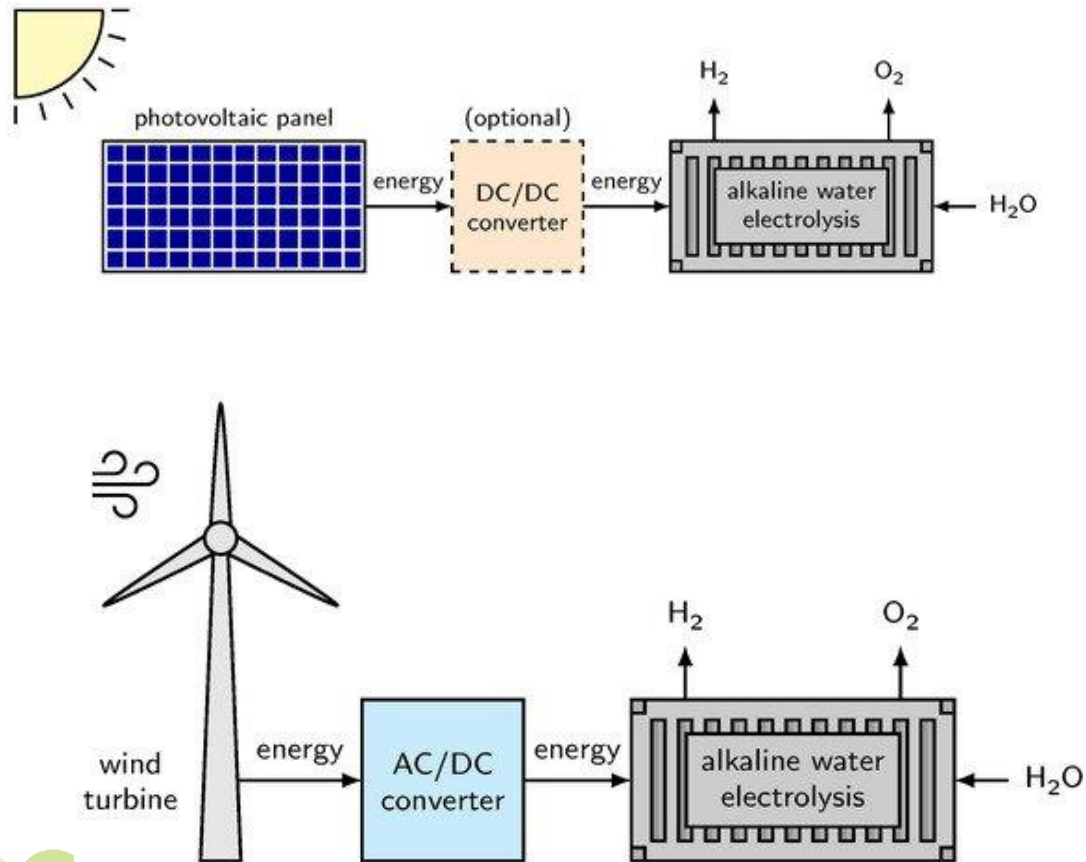 H₂
O₂
photovoltaic panel
(optional)
energy
DC/DC
converter
energy
alkaline water
electrolysis
H₂O
H₂
O₂
wind
turbine
energy
AC/DC
converter
energy
alkaline water
electrolysis
H₂O